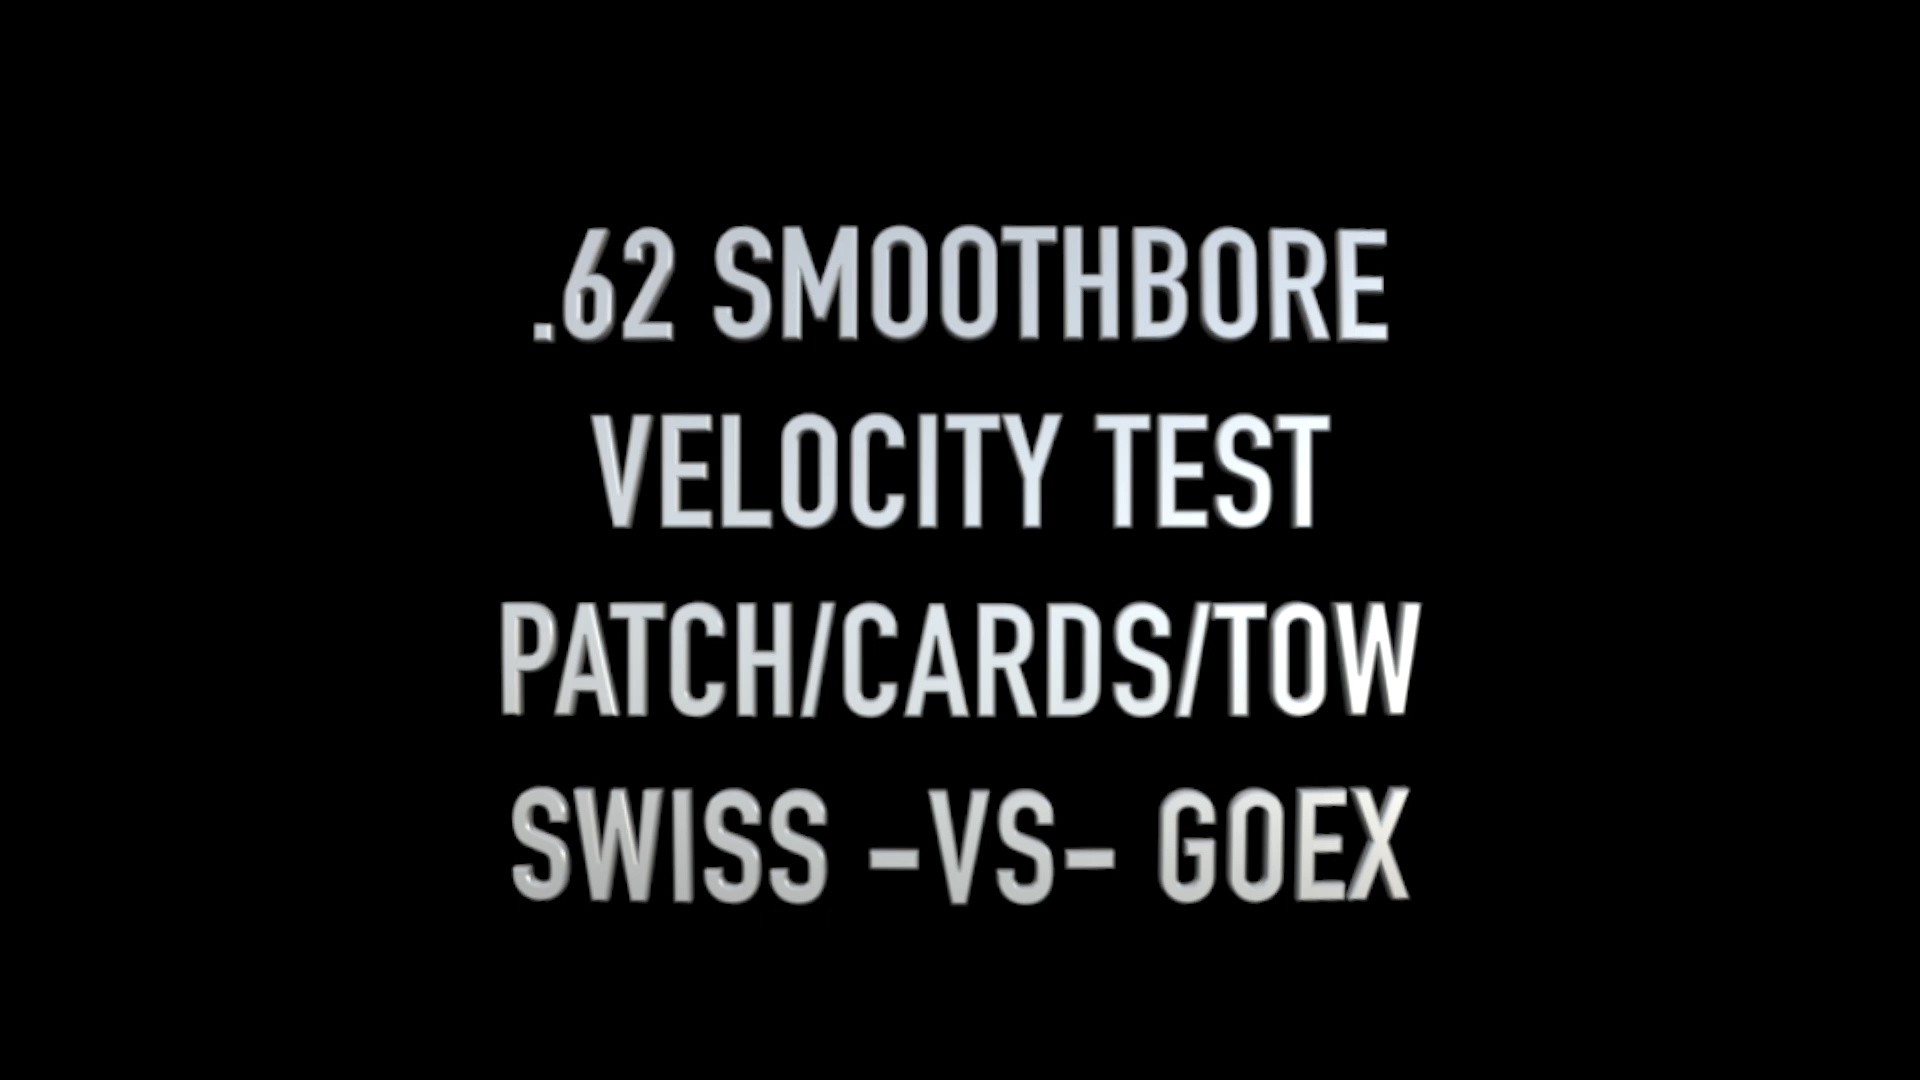 .62 SMOOTHBORE
VELOCITY TEST
PATCH/CARDS/TOW
SWISS -VS- GOEX